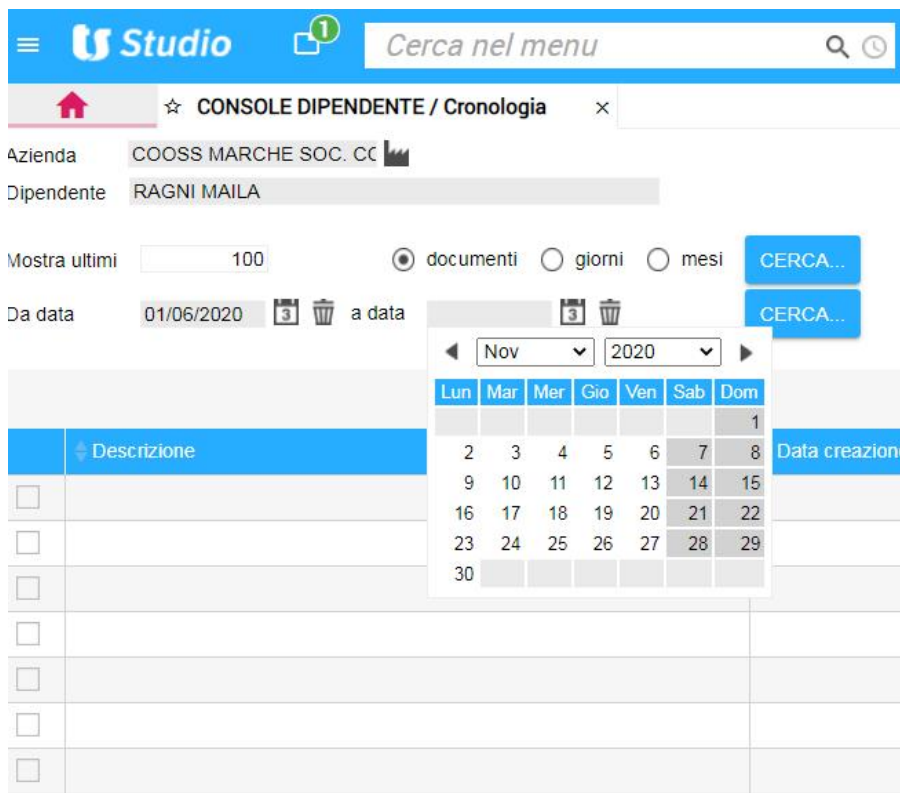 ts Studio 1 Cerca nel menu
CONSOLE DIPENDENTE / Cronologia ×
Azienda COOSS MARCHE SOC. CC
Dipendente RAGNI MAILA
Mostra ultimi 100 documenti giorni mesi CERCA...
Da data 01/06/2020 3 a data 3 CERCA...
Nov 2020
Lun Mar Mer Gio Ven Sab Dom
1
Descrizione 2 3 4 5 6 7 8 Data creazion
9 10 11 12 13 14 15
16 17 18 19 20 21 22
23 24 25 26 27 28 29
30